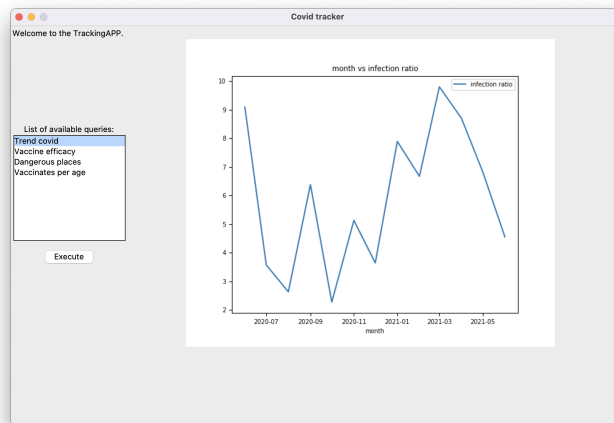 Covid tracker
Welcome to the TrackingAPP.
List of available queries:
Trend covid
Vaccine efficacy
Dangerous places
Vaccinates per age
Execute
month vs infection ratio
infection ratio
10
9
8
7
6
5
4
3
2
2020-07 2020-09 2020-11 2021-01 2021-03 2021-05
month